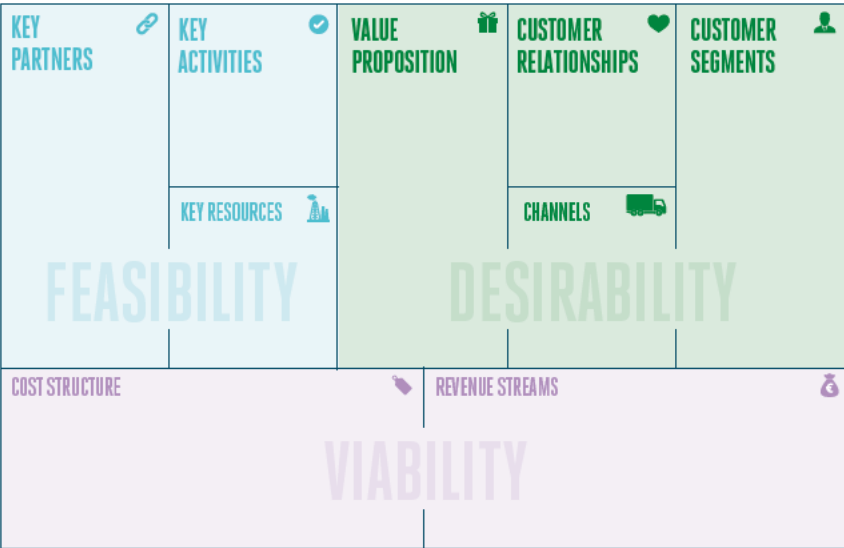 KEY
PARTNERS
KEY
ACTIVITIES
KEY RESOURCES
VALUE
PROPOSITION
CUSTOMER
RELATIONSHIPS
CHANNELS
CUSTOMER
SEGMENTS
FEASIBILITY
DESIRABILITY
COST STRUCTURE
REVENUE STREAMS
€
VIABILITY